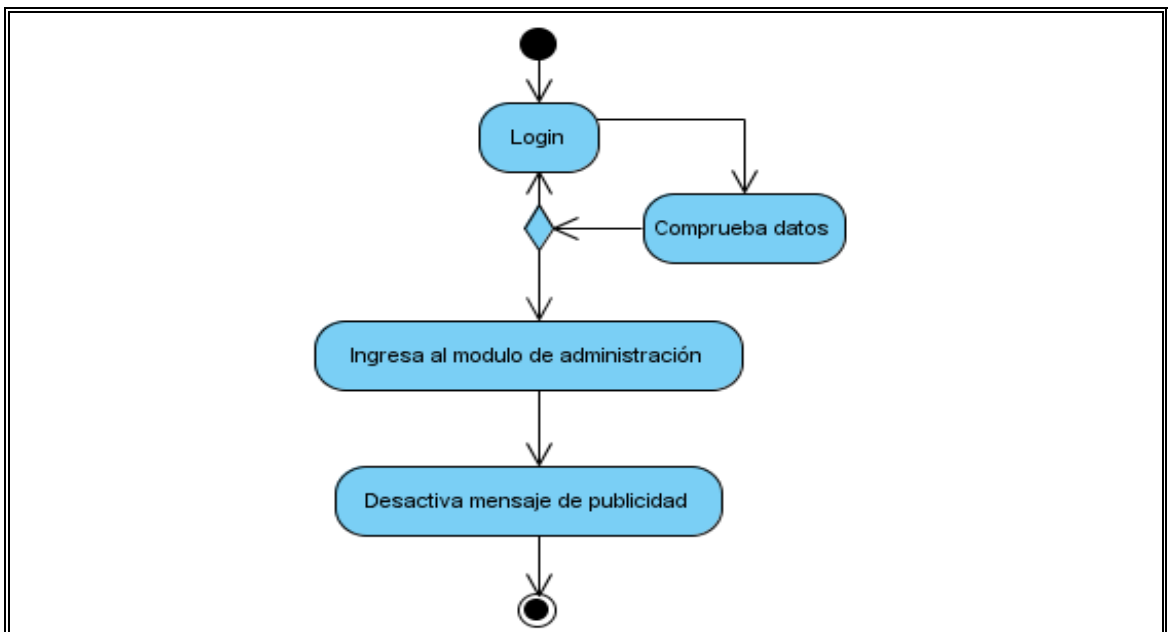 Login
Comprueba datos
Ingresa al modulo de administración
Desactiva mensaje de publicidad